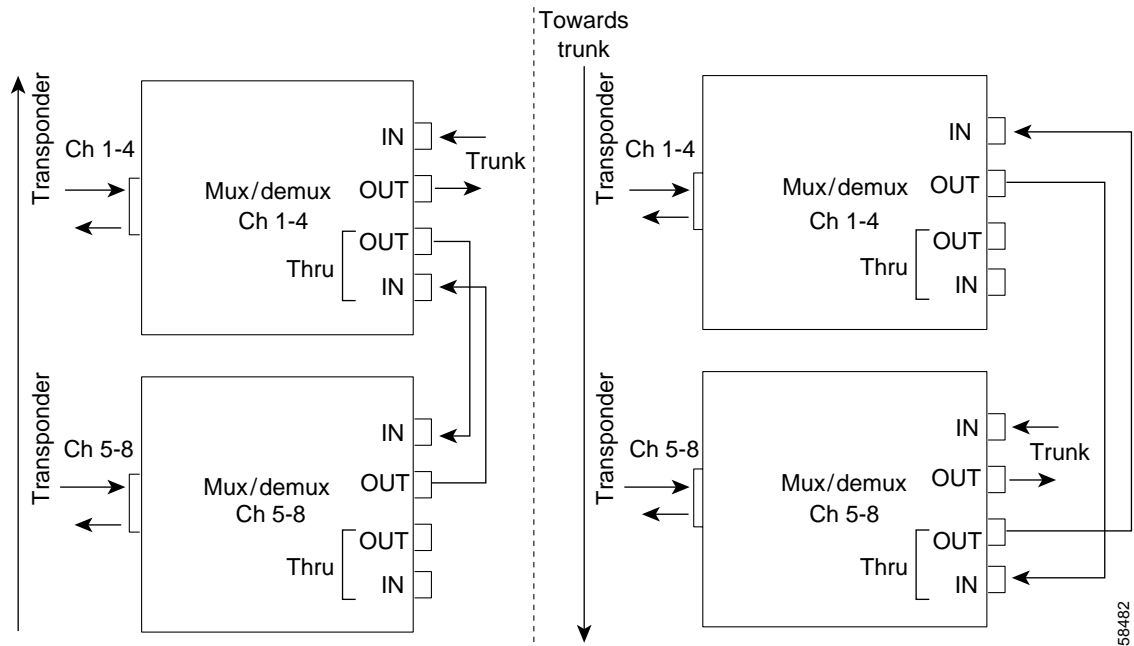 Towards
trunk
Transponder
Ch 1-4
IN
Trunk
OUT
Mux/demux
Ch 1-4
OUT
Thru
IN
Transponder
Ch 5-8
IN
OUT
Mux/demux
Ch 5-8
OUT
Thru
IN
Transponder
Ch 1-4
IN
OUT
Mux/demux
Ch 1-4
OUT
Thru
IN
Transponder
Ch 5-8
IN
Trunk
OUT
Mux/demux
Ch 5-8
OUT
Thru
IN
58482